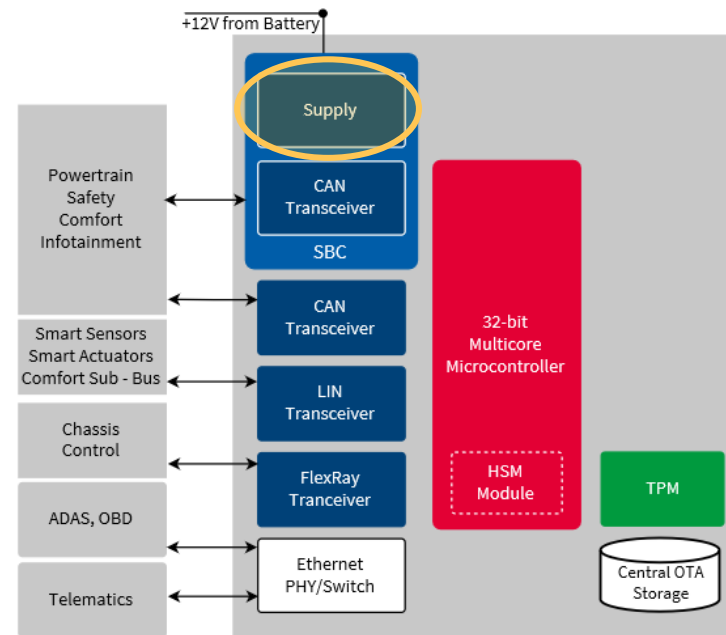 +12V from Battery
Supply
CAN
Transceiver
SBC
Powertrain
Safety
Comfort
Infotainment
CAN
Transceiver
Smart Sensors
Smart Actuators
Comfort Sub - Bus
LIN
Transceiver
Chassis
Control
FlexRay
Tranceiver
ADAS, OBD
Ethernet
PHY/Switch
Telematics
32-bit
Multicore
Microcontroller
HSM
Module
TPM
Central OTA
Storage